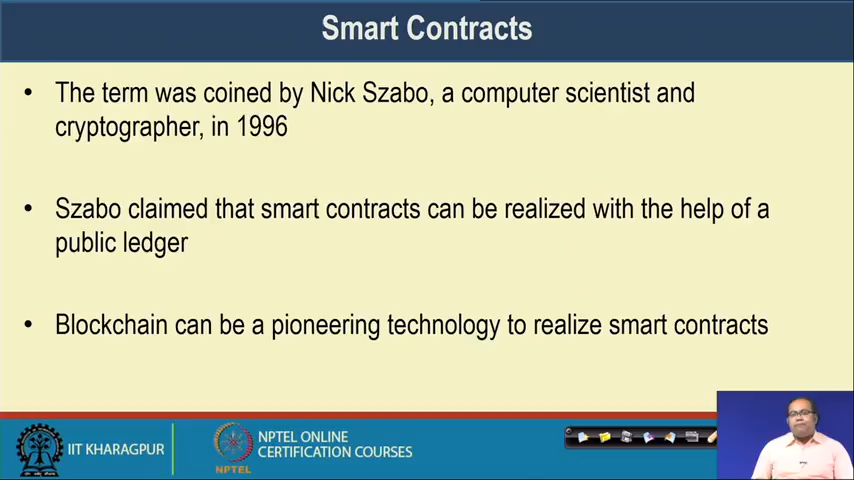 Smart Contracts
• The term was coined by Nick Szabo, a computer scientist and
cryptographer, in 1996
• Szabo claimed that smart contracts can be realized with the help of a
public ledger
• Blockchain can be a pioneering technology to realize smart contracts
IIT KHARAGPUR
NPTEL
NPTEL ONLINE
CERTIFICATION COURSES